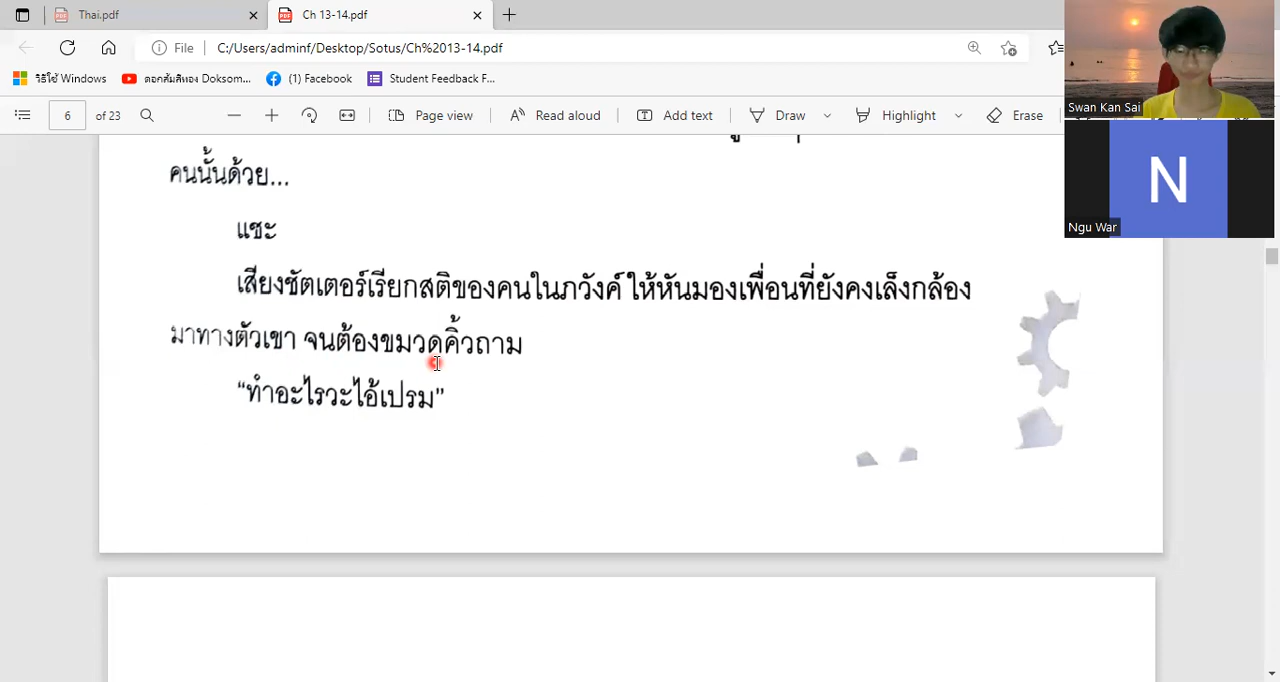 Thai.pdf
Ch 13-14.pdf
File C:/Users/adminf/Desktop/Sotus/Ch%2013-14.pdf
วิธีใช้ Windows ดอกส้มสีทอง Doksom... (1) Facebook Student Feedback F...
6 of 23 Page view Read aloud Add text Draw Highlight Erase
Swan Kan Sai
N
Ngu War
คนนั้นด้วย...
แชะ
เสียงชัตเตอร์เรียกสติของคนในภวังค์ ให้หันมองเพื่อนที่ยังคงเล็งกล้อง
มาทางตัวเขา จนต้องขมวดคิ้วถาม
“ทำอะไรวะไอ้เปรม”